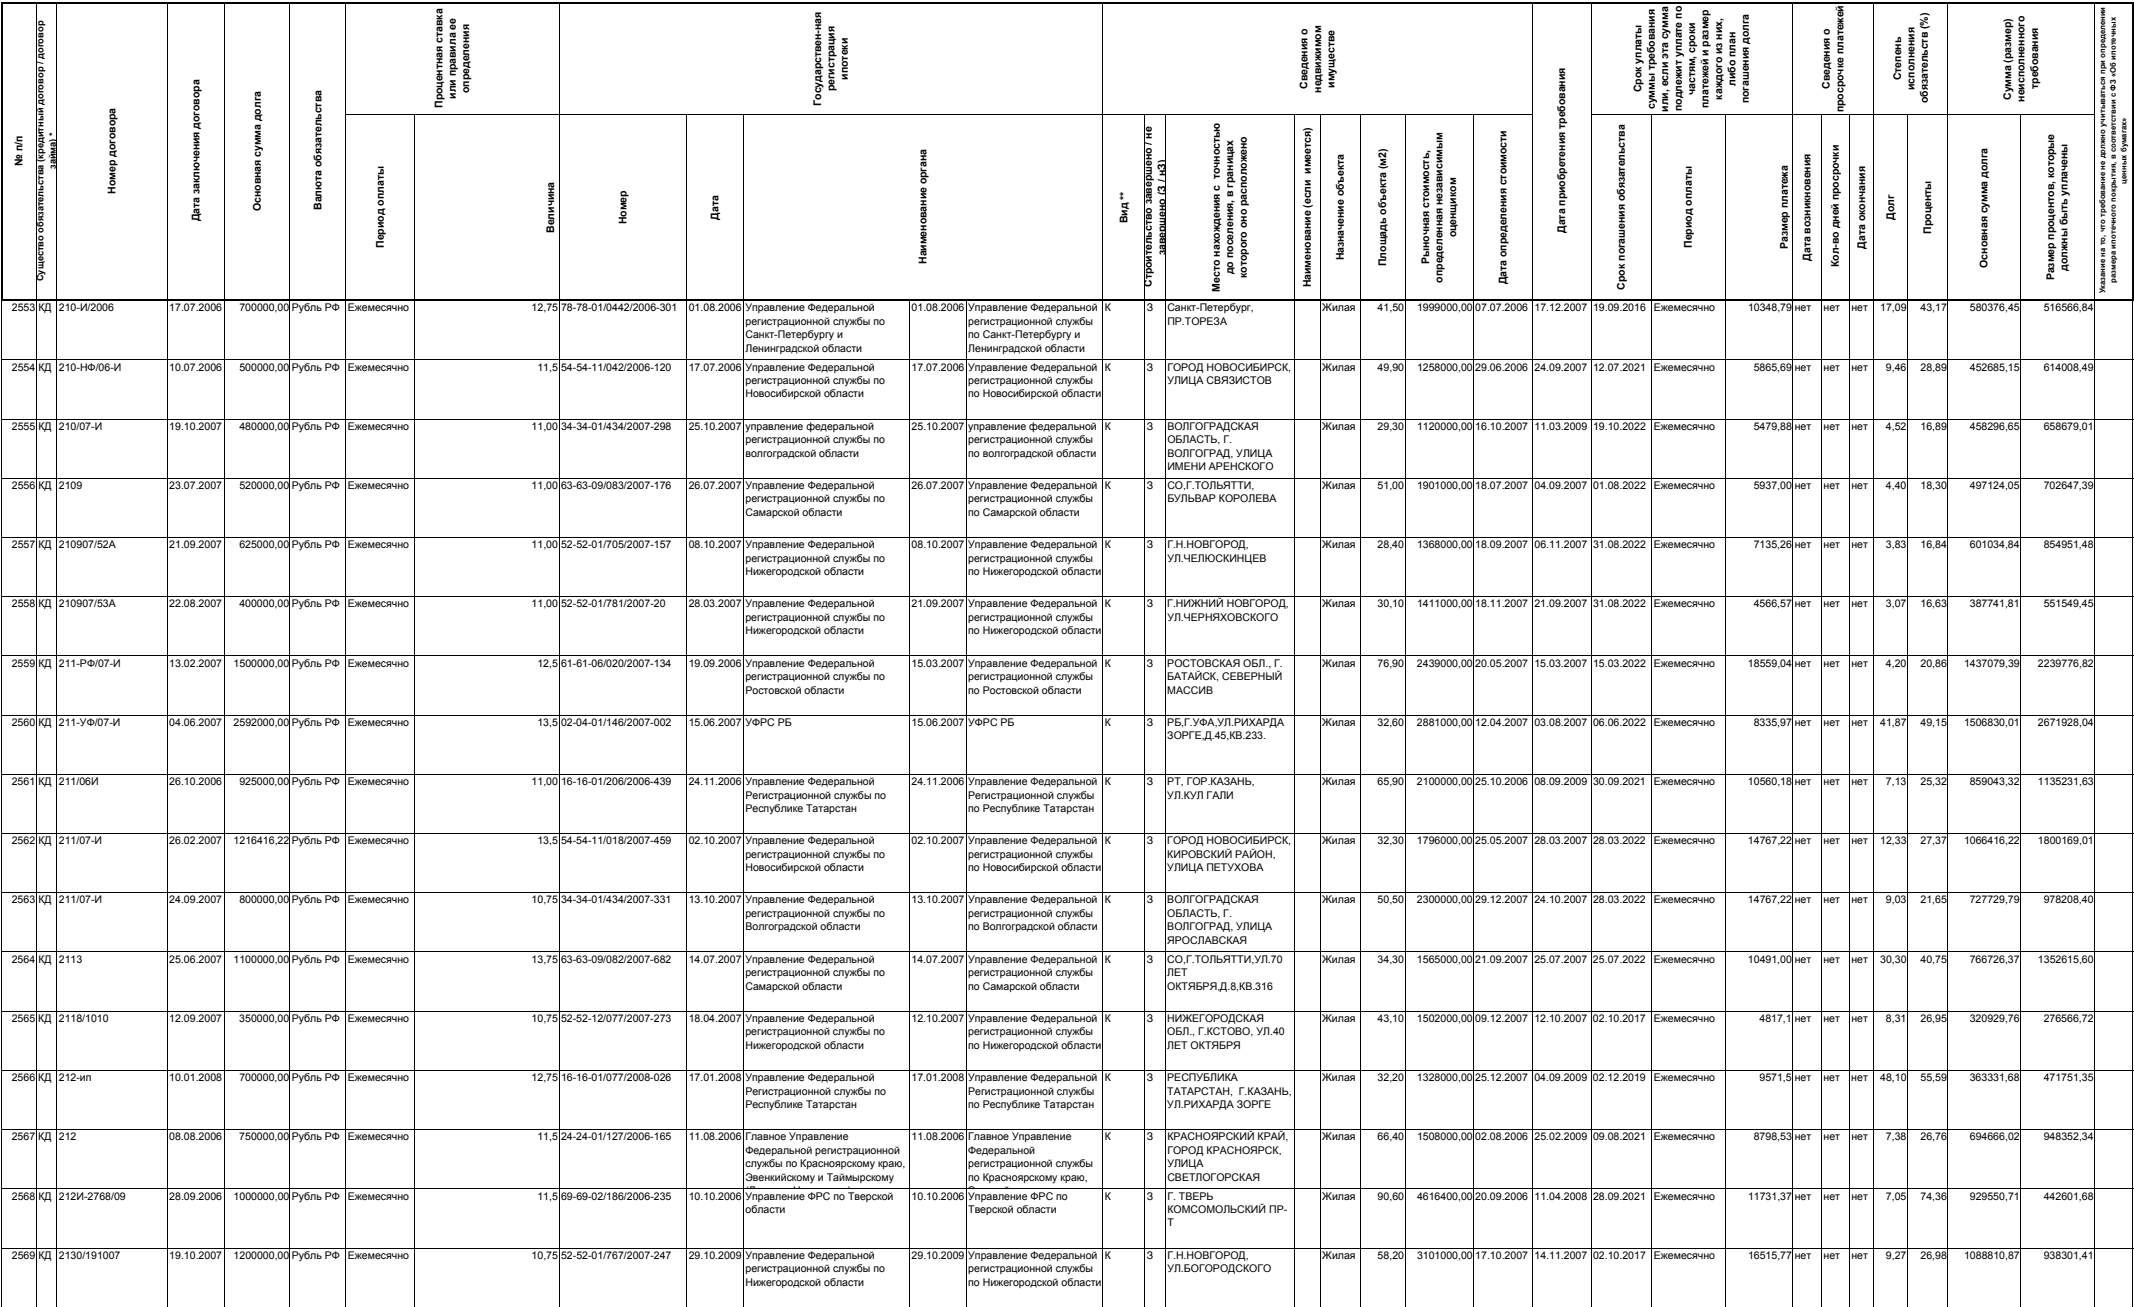 № п/п
Существо обязательства (кредитный договор / договор займа) *
Номер договора
Дата заключения договора
Основная сумма долга
Валюта обязательства
Процентная ставка или правила ее определения
Период оплаты
Величина
Государствен-ная регистрация ипотеки
Номер
Дата
Наименование органа
Сведения о недвижимом имуществе
Вид **
Строительство завершено / не завершено (З / нЗ)
Место нахождения с точностью до поселения, в границах которого оно расположено
Наименование (если имеется)
Назначение объекта
Площадь объекта (м2)
Рыночная стоимость, определенная независимым оценщиком
Дата определения стоимости
Дата приобретения требования
Срок уплаты суммы требования или, если эта сумма подлежит уплате по частям, сроки платежей и размер каждого из них, либо план погашения долга
Срок погашения обязательства
Период оплаты
Размер платежа
Сведения о просрочке платежей
Дата возникновения
Кол-во дней просрочки
Дата окончания
Степень исполнения обязательств (%)
Долг
Проценты
Сумма (размер) неисполненного требования
Основная сумма долга
Размер процентов, которые должны быть уплачены
Указание на то, что требование не должно учитываться при определении размера ипотечного покрытия, в соответствии с ФЗ «Об ипотечных ценных бумагах»
2553 КД 210-И/2006 17.07.2006 700000,00 Рубль РФ Ежемесячно 12,75 78-78-01/0442/2006-301 01.08.2006 Управление Федеральной регистрационной службы по Санкт-Петербургу и Ленинградской области 01.08.2006 Управление Федеральной регистрационной службы по Санкт-Петербургу и Ленинградской области К З Санкт-Петербург, ПР.ТОРЕЗА Жилая 41,50 1999000,00 07.07.2006 17.12.2007 19.09.2016 Ежемесячно 10348,79 нет нет нет 17,09 43,17 580376,45 516566,84
2554 КД 210-НФ/06-И 10.07.2006 500000,00 Рубль РФ Ежемесячно 11,5 54-54-11/042/2006-120 17.07.2006 Управление Федеральной регистрационной службы по Новосибирской области 17.07.2006 Управление Федеральной регистрационной службы по Новосибирской области К З ГОРОД НОВОСИБИРСК, УЛИЦА СВЯЗИСТОВ Жилая 49,90 1258000,00 29.06.2006 24.09.2007 12.07.2021 Ежемесячно 5865,69 нет нет нет 9,46 28,89 452685,15 614008,49
2555 КД 210/07-И 19.10.2007 480000,00 Рубль РФ Ежемесячно 11,00 34-34-01/434/2007-298 25.10.2007 управление федеральной регистрационной службы по волгоградской области 25.10.2007 управление федеральной регистрационной службы по волгоградской области К З ВОЛГОГРАДСКАЯ ОБЛАСТЬ, Г. ВОЛГОГРАД, УЛИЦА ИМЕНИ АРЕНСКОГО Жилая 29,30 1120000,00 16.10.2007 11.03.2009 19.10.2022 Ежемесячно 5479,88 нет нет нет 4,52 16,89 458296,65 658679,01
2556 КД 2109 23.07.2007 520000,00 Рубль РФ Ежемесячно 11,00 63-63-09/083/2007-176 26.07.2007 Управление Федеральной регистрационной службы по Самарской области 26.07.2007 Управление Федеральной регистрационной службы по Самарской области К З СО,Г.ТОЛЬЯТТИ, БУЛЬВАР КОРОЛЕВА Жилая 51,00 1901000,00 18.07.2007 04.09.2007 01.08.2022 Ежемесячно 5937,00 нет нет нет 4,40 18,30 497124,05 702647,39
2557 КД 210907/52А 21.09.2007 625000,00 Рубль РФ Ежемесячно 11,00 52-52-01/705/2007-157 08.10.2007 Управление Федеральной регистрационной службы по Нижегородской области 08.10.2007 Управление Федеральной регистрационной службы по Нижегородской области К З Г.Н.НОВГОРОД, УЛ.ЧЕЛЮСКИНЦЕВ Жилая 28,40 1368000,00 18.09.2007 06.11.2007 31.08.2022 Ежемесячно 7135,26 нет нет нет 3,83 16,84 601034,84 854951,48
2558 КД 210907/53А 22.08.2007 400000,00 Рубль РФ Ежемесячно 11,00 52-52-01/781/2007-20 28.03.2007 Управление Федеральной регистрационной службы по Нижегородской области 21.09.2007 Управление Федеральной регистрационной службы по Нижегородской области К З Г.НИЖНИЙ НОВГОРОД, УЛ.ЧЕРНЯХОВСКОГО Жилая 30,10 1411000,00 18.11.2007 21.09.2007 31.08.2022 Ежемесячно 4566,57 нет нет нет 3,07 16,63 387741,81 551549,45
2559 КД 211-РФ/07-И 13.02.2007 1500000,00 Рубль РФ Ежемесячно 12,5 61-61-06/020/2007-134 19.09.2006 Управление Федеральной регистрационной службы по Ростовской области 15.03.2007 Управление Федеральной регистрационной службы по Ростовской области К З РОСТОВСКАЯ ОБЛ., Г. БАТАЙСК, СЕВЕРНЫЙ МАССИВ Жилая 76,90 2439000,00 20.05.2007 15.03.2007 15.03.2022 Ежемесячно 18559,04 нет нет нет 4,20 20,86 1437079,39 2239776,82
2560 КД 211-УФ/07-И 04.06.2007 2592000,00 Рубль РФ Ежемесячно 13,5 02-04-01/146/2007-002 15.06.2007 УФРС РБ 15.06.2007 УФРС РБ К З РБ,Г.УФА,УЛ.РИХАРДА ЗОРГЕ,Д.45,КВ.233. Жилая 32,60 2881000,00 12.04.2007 03.08.2007 06.06.2022 Ежемесячно 8335,97 нет нет нет 41,87 49,15 1506830,01 2671928,04
2561 КД 211/06И 26.10.2006 925000,00 Рубль РФ Ежемесячно 11,00 16-16-01/206/2006-439 24.11.2006 Управление Федеральной Регистрационной службы по Республике Татарстан 24.11.2006 Управление Федеральной Регистрационной службы по Республике Татарстан К З РТ, ГОР.КАЗАНЬ, УЛ.КУЛ ГАЛИ Жилая 65,90 2100000,00 25.10.2006 08.09.2009 30.09.2021 Ежемесячно 10560,18 нет нет нет 7,13 25,32 859043,32 1135231,63
2562 КД 211/07-И 26.02.2007 1216416,22 Рубль РФ Ежемесячно 13,5 54-54-11/018/2007-459 02.10.2007 Управление Федеральной регистрационной службы по Новосибирской области 02.10.2007 Управление Федеральной регистрационной службы по Новосибирской области К З ГОРОД НОВОСИБИРСК, КИРОВСКИЙ РАЙОН, УЛИЦА ПЕТУХОВА Жилая 32,30 1796000,00 25.05.2007 28.03.2007 28.03.2022 Ежемесячно 14767,22 нет нет нет 12,33 27,37 1066416,22 1800169,01
2563 КД 211/07-И 24.09.2007 800000,00 Рубль РФ Ежемесячно 10,75 34-34-01/434/2007-331 13.10.2007 Управление Федеральной регистрационной службы по Волгоградской области 13.10.2007 Управление Федеральной регистрационной службы по Волгоградской области К З ВОЛГОГРАДСКАЯ ОБЛАСТЬ, Г. ВОЛГОГРАД, УЛИЦА ЯРОСЛАВСКАЯ Жилая 50,50 2300000,00 29.12.2007 24.10.2007 28.03.2022 Ежемесячно 14767,22 нет нет нет 9,03 21,65 727729,79 978208,40
2564 КД 2113 25.06.2007 1100000,00 Рубль РФ Ежемесячно 13,75 63-63-09/082/2007-682 14.07.2007 Управление Федеральной регистрационной службы по Самарской области 14.07.2007 Управление Федеральной регистрационной службы по Самарской области К З СО,Г.ТОЛЬЯТТИ,УЛ.70 ЛЕТ ОКТЯБРЯ,Д.8,КВ.316 Жилая 34,30 1565000,00 21.09.2007 25.07.2007 25.07.2022 Ежемесячно 10491,00 нет нет нет 30,30 40,75 766726,37 1352615,60
2565 КД 2118/1010 12.09.2007 350000,00 Рубль РФ Ежемесячно 10,75 52-52-12/077/2007-273 18.04.2007 Управление Федеральной регистрационной службы по Нижегородской области 12.10.2007 Управление Федеральной регистрационной службы по Нижегородской области К З НИЖЕГОРОДСКАЯ ОБЛ., Г.КСТОВО, УЛ.40 ЛЕТ ОКТЯБРЯ Жилая 43,10 1502000,00 09.12.2007 12.10.2007 02.10.2017 Ежемесячно 4817,1 нет нет нет 8,31 26,95 320929,76 276566,72
2566 КД 212-ип 10.01.2008 700000,00 Рубль РФ Ежемесячно 12,75 16-16-01/077/2008-026 17.01.2008 Управление Федеральной Регистрационной службы по Республике Татарстан 17.01.2008 Управление Федеральной Регистрационной службы по Республике Татарстан К З РЕСПУБЛИКА ТАТАРСТАН, Г.КАЗАНЬ, УЛ.РИХАРДА ЗОРГЕ Жилая 32,20 1328000,00 25.12.2007 04.09.2009 02.12.2019 Ежемесячно 9571,5 нет нет нет 48,10 55,59 363331,68 471751,35
2567 КД 212 08.08.2006 750000,00 Рубль РФ Ежемесячно 11,5 24-24-01/127/2006-165 11.08.2006 Главное Управление Федеральной регистрационной службы по Красноярскому краю, Эвенкийскому и Таймырскому 11.08.2006 Главное Управление Федеральной регистрационной службы по Красноярскому краю, К З КРАСНОЯРСКИЙ КРАЙ, ГОРОД КРАСНОЯРСК, УЛИЦА СВЕТЛОГОРСКАЯ Жилая 66,40 1508000,00 02.08.2006 25.02.2009 09.08.2021 Ежемесячно 8798,53 нет нет нет 7,38 26,76 694666,02 948352,34
2568 КД 212И-2768/09 28.09.2006 1000000,00 Рубль РФ Ежемесячно 11,5 69-69-02/186/2006-235 10.10.2006 Управление ФРС по Тверской области 10.10.2006 Управление ФРС по Тверской области К З Г. ТВЕРЬ КОМСОМОЛЬСКИЙ ПР-Т Жилая 90,60 4616400,00 20.09.2006 11.04.2008 28.09.2021 Ежемесячно 11731,37 нет нет нет 7,05 74,36 929550,71 442601,68
2569 КД 2130/191007 19.10.2007 1200000,00 Рубль РФ Ежемесячно 10,75 52-52-01/767/2007-247 29.10.2009 Управление Федеральной регистрационной службы по Нижегородской области 29.10.2009 Управление Федеральной регистрационной службы по Нижегородской области К З Г.Н.НОВГОРОД, УЛ.БОГОРОДСКОГО Жилая 58,20 3101000,00 17.10.2007 14.11.2007 02.10.2017 Ежемесячно 16515,77 нет нет нет 9,27 26,98 1088810,87 938301,41